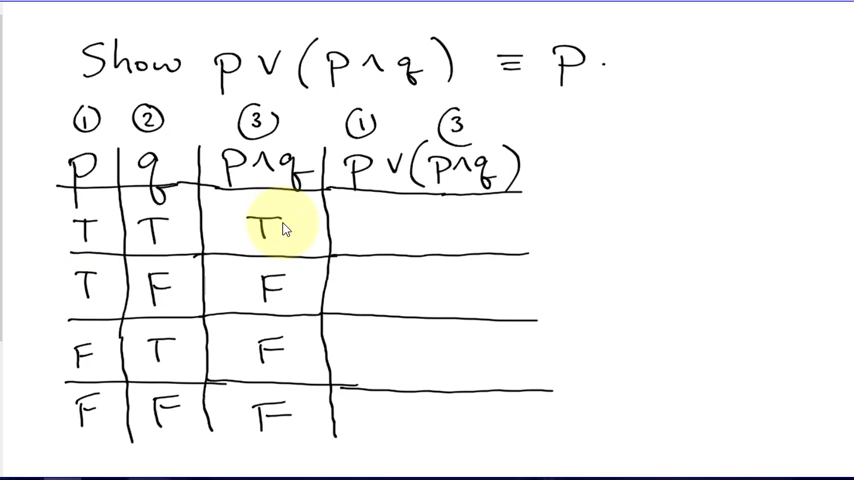 Show p ∨ (p ∧ q) ≡ p.
① ② ③ ① ③
p q p∧q p ∨ (p∧q)
T T T
T F F
F T F
F F F